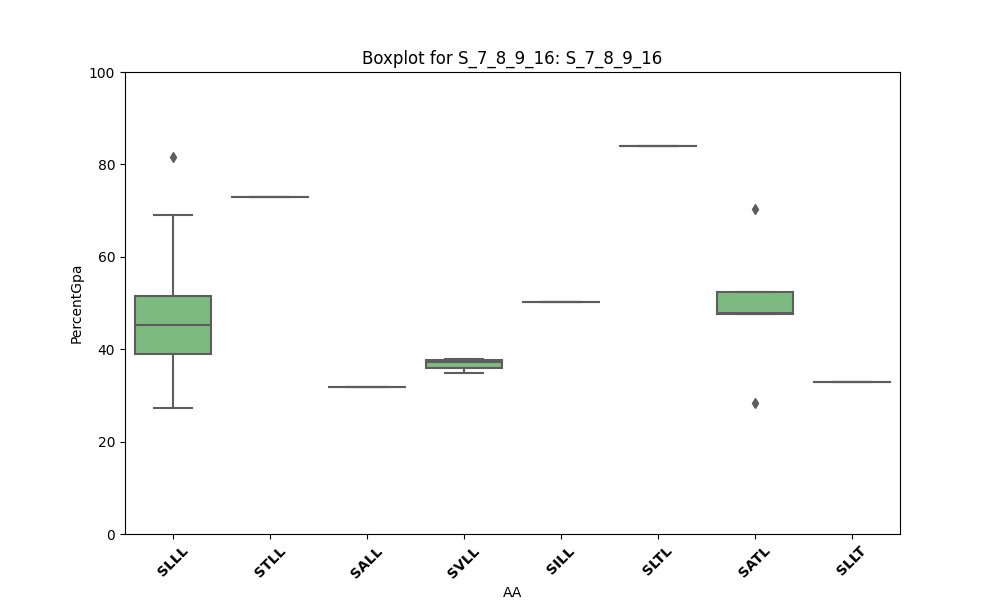 Boxplot for S_7_8_9_16: S_7_8_9_16
100
80
60
40
20
0
PercentGpa
SLLL
STLL
SALL
SVLL
SILL
SLTL
SATL
SLLT
AA